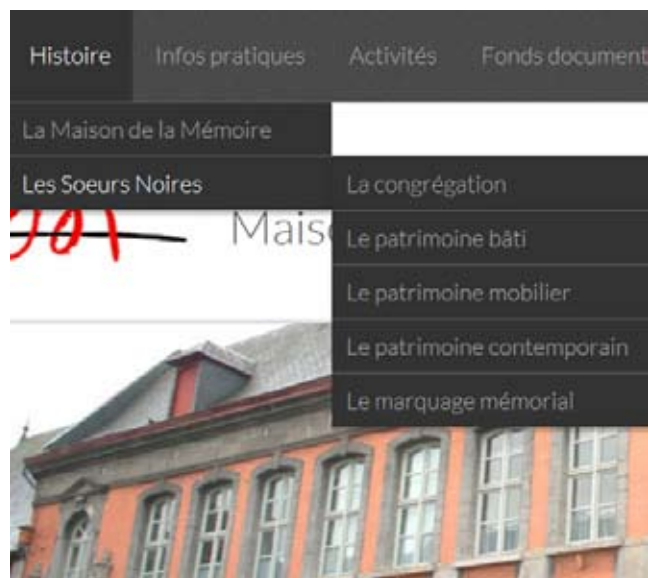 Histoire Infos pratiques Activités Fonds document
La Maison de la Mémoire
Les Soeurs Noires La congrégation
Mais Le patrimoine bâti
Le patrimoine mobilier
Le patrimoine contemporain
Le marquage mémorial